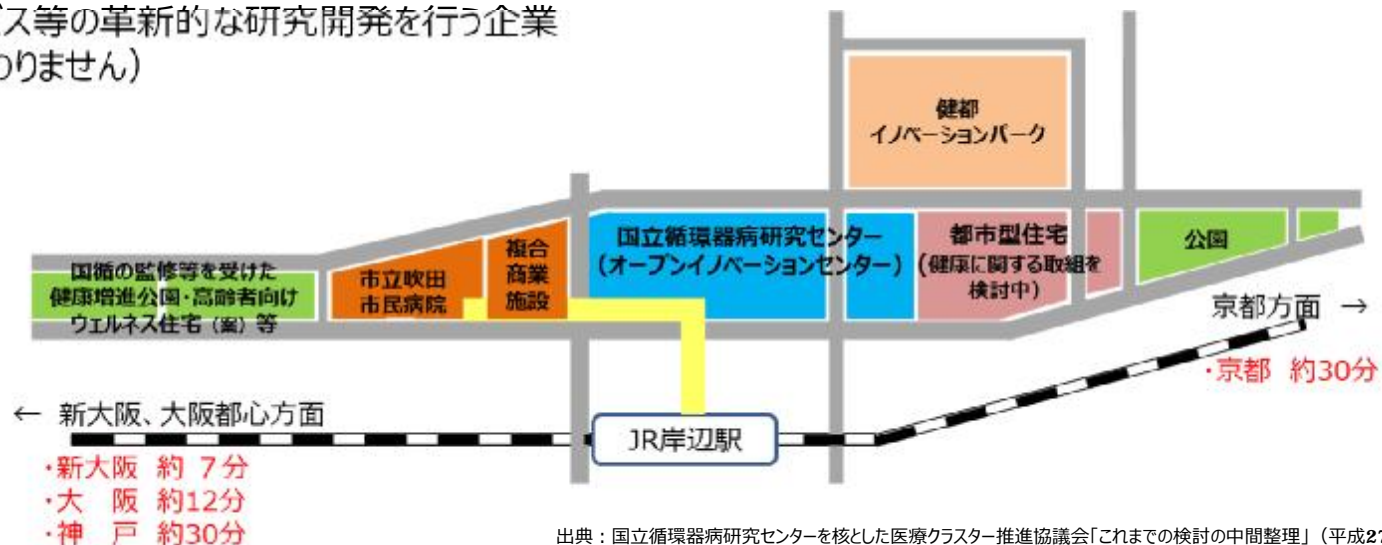 ス等の革新的な研究開発を行う企業
りません）
健都
イノベーションパーク
国立循環器病研究センター
（オープンイノベーションセンター）
都市型住宅
（健康に関する取組を
検討中）
公園
複合
商業
施設
市立吹田
市民病院
国循の監修等を受けた
健康増進公園・高齢者向け
ウェルネス住宅（案）等
京都方面 →
・京都 約30分
← 新大阪、大阪都心方面
JR岸辺駅
・新大阪 約 7分
・大 阪 約12分
・神 戸 約30分
出典：国立循環器病研究センターを核とした医療クラスター推進協議会「これまでの検討の中間整理」（平成27